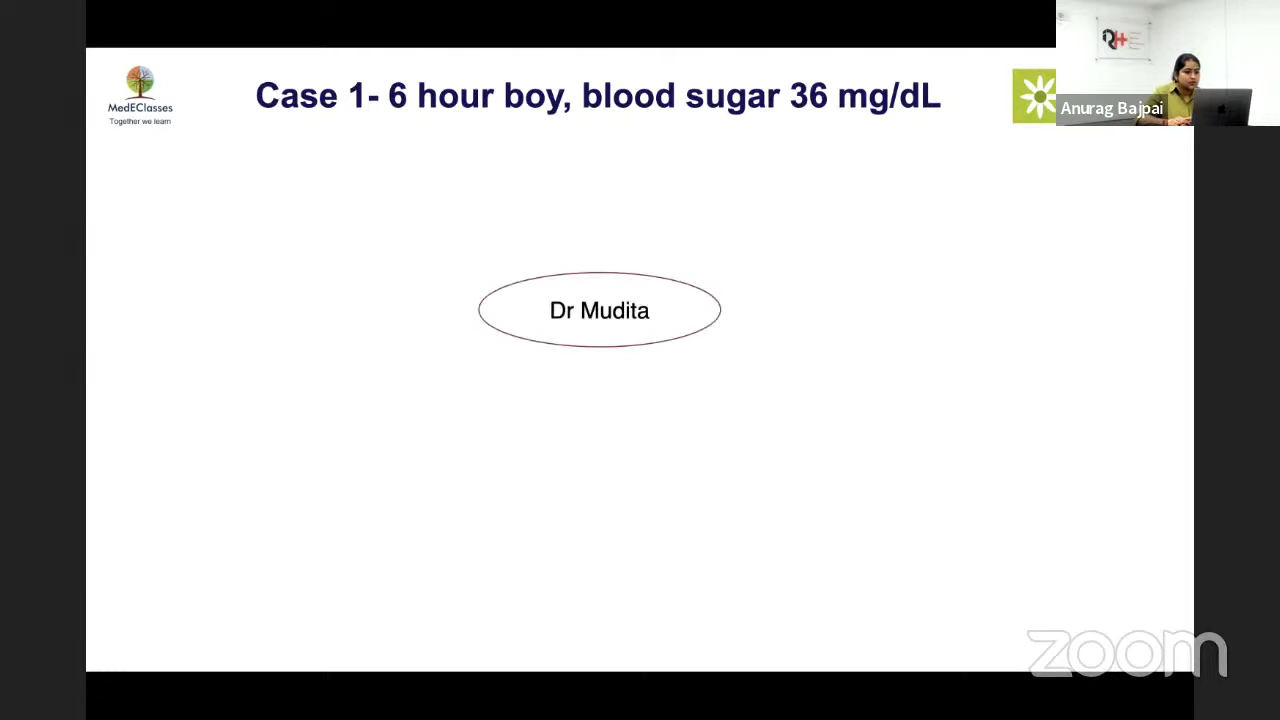 MedEClasses
Together we learn
Case 1- 6 hour boy, blood sugar 36 mg/dL
Anurag Bajpai
Dr Mudita
zoom